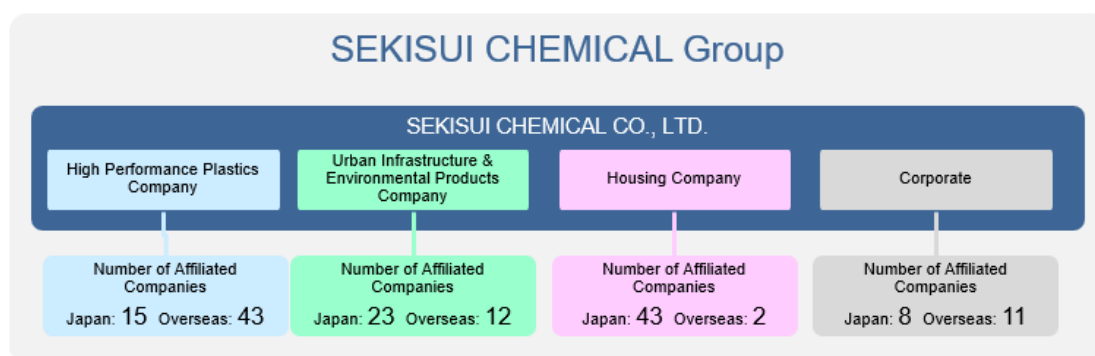 SEKISUI CHEMICAL Group
SEKISUI CHEMICAL CO., LTD.
High Performance Plastics
Company
Urban Infrastructure &
Environmental Products
Company
Housing Company
Corporate
Number of Affiliated
Companies
Japan: 15 Overseas: 43
Number of Affiliated
Companies
Japan: 23 Overseas: 12
Number of Affiliated
Companies
Japan: 43 Overseas: 2
Number of Affiliated
Companies
Japan: 8 Overseas: 11